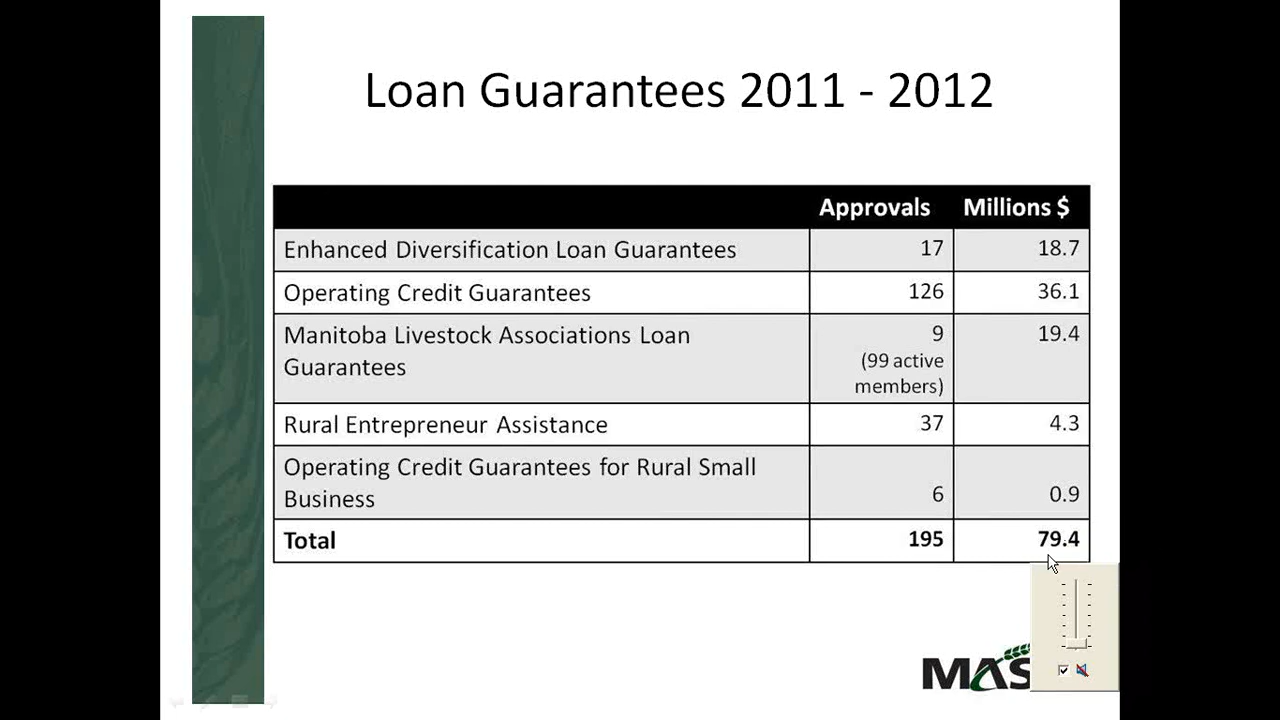 Loan Guarantees 2011 - 2012
Approvals Millions $
Enhanced Diversification Loan Guarantees 17 18.7
Operating Credit Guarantees 126 36.1
Manitoba Livestock Associations Loan 9 19.4
Guarantees (99 active
members)
Rural Entrepreneur Assistance 37 4.3
Operating Credit Guarantees for Rural Small
Business 6 0.9
Total 195 79.4
MAS